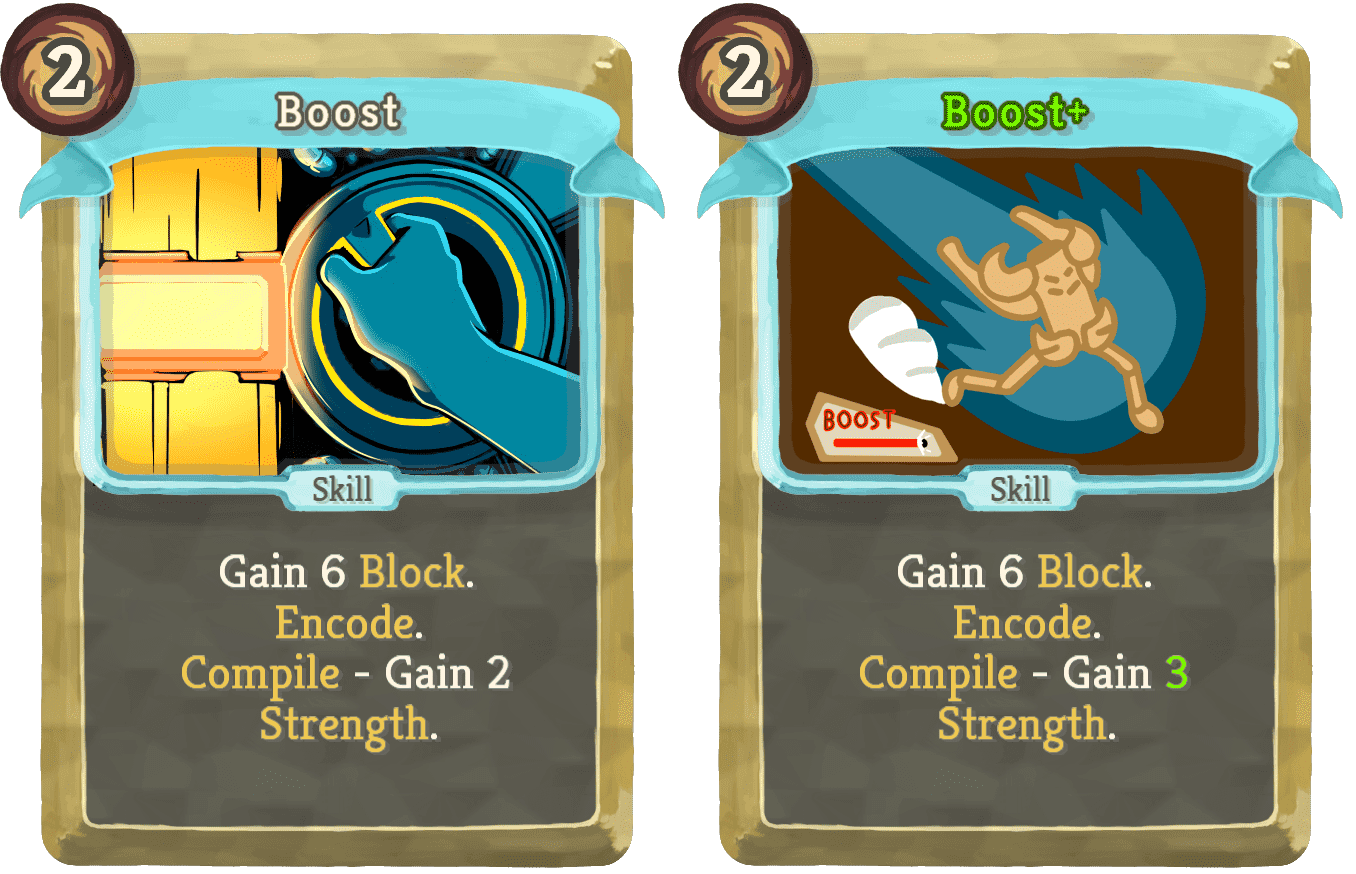 2
Boost
Skill
Gain 6 Block.
Encode.
Compile - Gain 2
Strength.
2
Boost+
BOOST
Skill
Gain 6 Block.
Encode.
Compile - Gain 3
Strength.